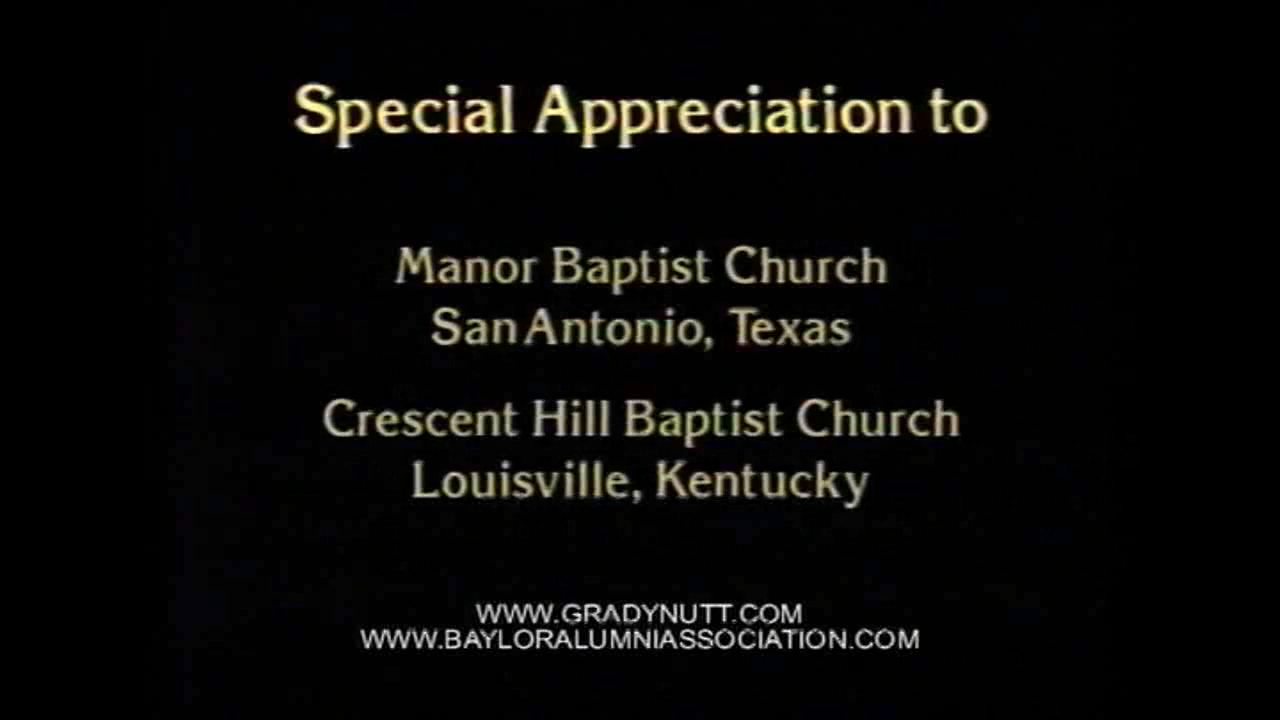 Special Appreciation to
Manor Baptist Church
San Antonio, Texas
Crescent Hill Baptist Church
Louisville, Kentucky
WWW.GRADYNUTT.COM
WWW.BAYLORALUMNIASSOCIATION.COM